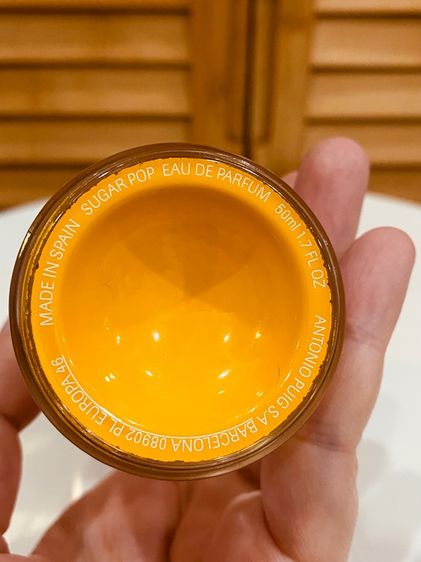 MADE IN SPAIN SUGAR POP EAU DE PARFUM 50ml 1.7 FL OZ
ANTONIO PUIG S.A BARCELONA 08902 PL EUROPA 46